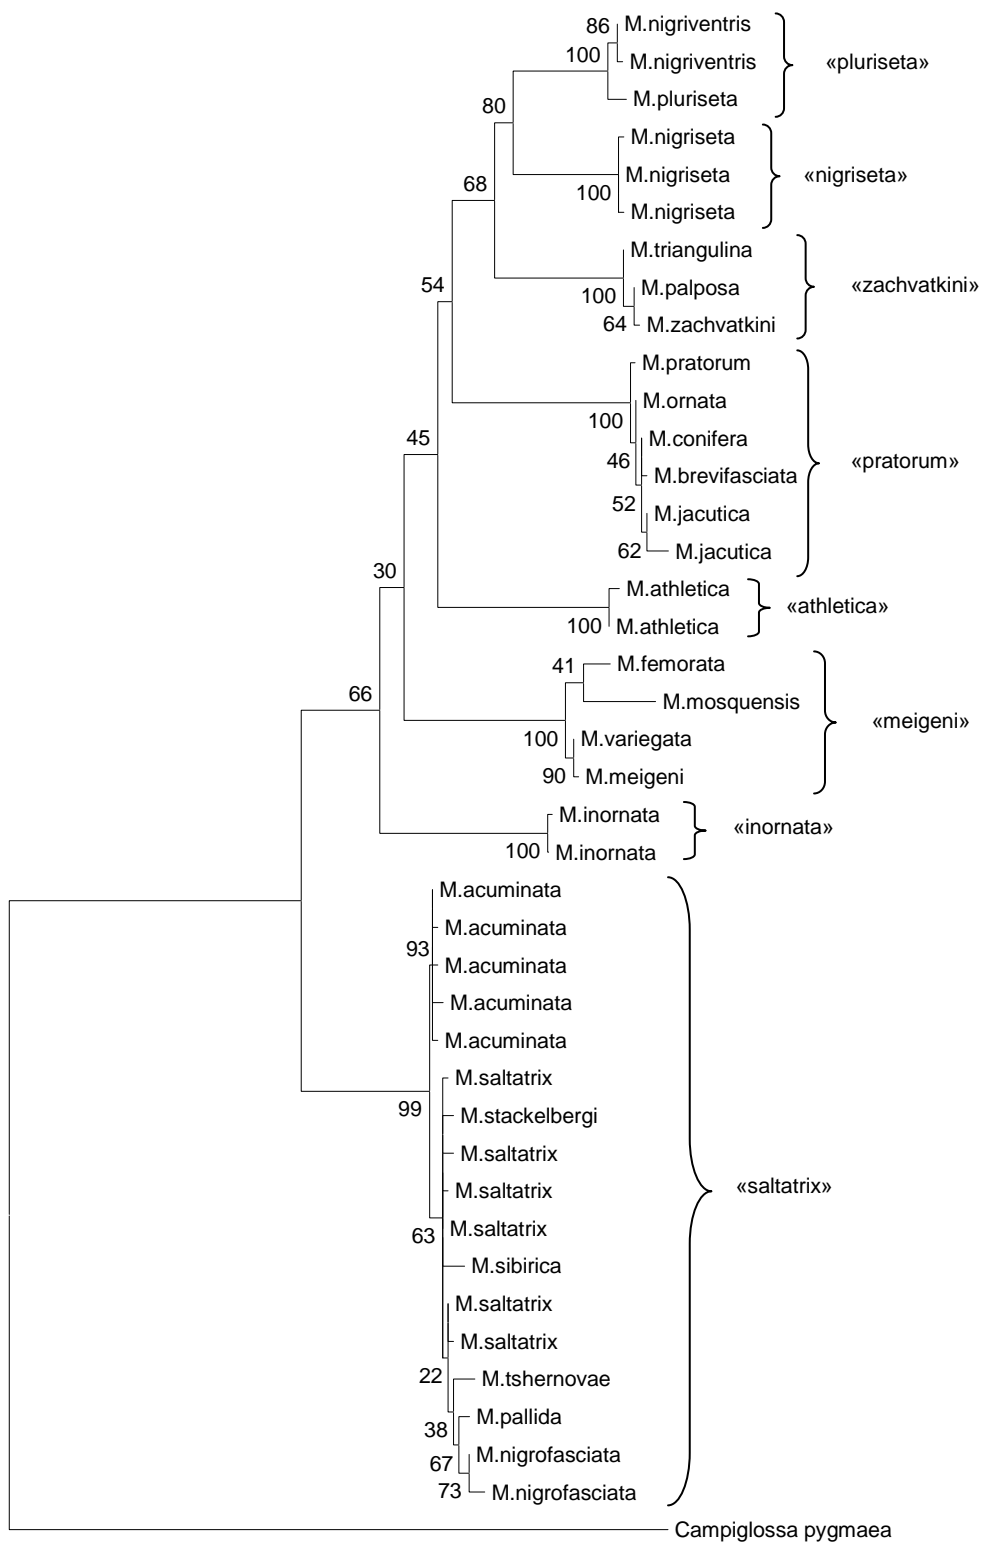 86 M.nigriventris
100 M.nigriventris «pluriseta»
M.pluriseta
80
M.nigriseta
M.nigriseta «nigriseta»
68
100
M.nigriseta
M.triangulina
54
M.palposa «zachvatkini»
100
64 M.zachvatkini
M.pratorum
M.ornata
100
45
M.conifera
46 «pratorum»
M.brevifasciata
52
M.jacutica
62 M.jacutica
30
M.athletica
«athletica»
100 M.athletica
41 M.femorata
66
M.mosquensis
«meigeni»
100 M.variegata
90 M.meigeni
M.inornata
«inornata»
100 M.inornata
M.acuminata
M.acuminata
93
M.acuminata
M.acuminata
M.acuminata
M.saltatrix
99
M.stackelbergi
M.saltatrix
M.saltatrix «saltatrix»
M.saltatrix
63
M.sibirica
M.saltatrix
M.saltatrix
22
M.tshernovae
M.pallida
38
M.nigrofasciata
67
73 M.nigrofasciata
Campiglossa pygmaea